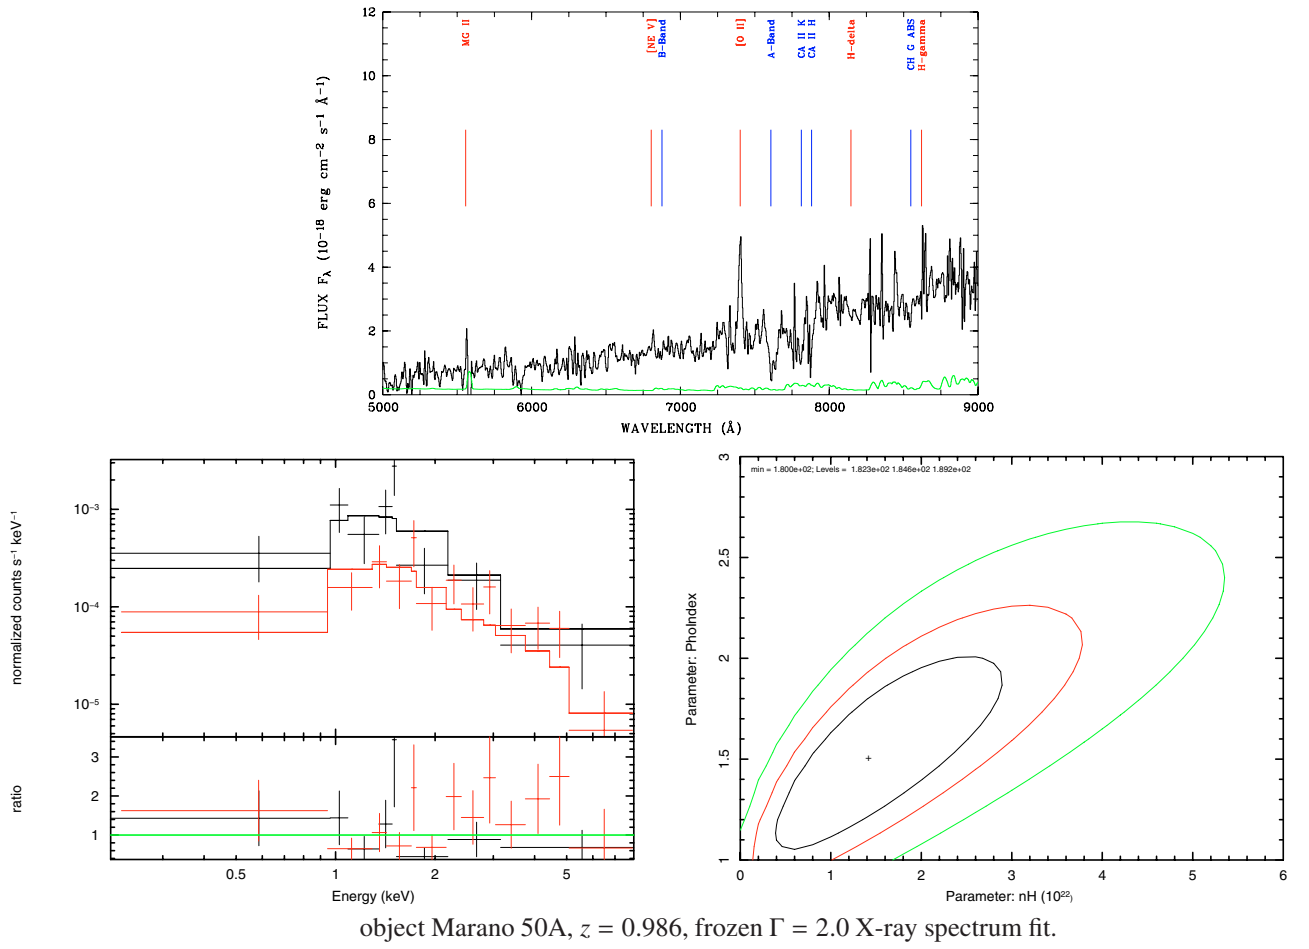 12
10
8
6
4
2
0
FLUX F_λ (10⁻¹⁸ erg cm⁻² s⁻¹ Å⁻¹)
MG II
[NE V]
B-Band
[O II]
A-Band
CA II K
CA II H
H-delta
CH G ABS
H-gamma
5000 6000 7000 8000 9000
WAVELENGTH (Å)
10⁻³
10⁻⁴
10⁻⁵
normalized counts s⁻¹ keV⁻¹
3
2
1
ratio
0.5 1 2 5
Energy (keV)
min = 1.800e+02; Levels = 1.823e+02 1.846e+02 1.892e+02
3
2.5
2
1.5
1
Parameter: PhoIndex
0 1 2 3 4 5 6
Parameter: nH (10²²)
object Marano 50A, z = 0.986, frozen Γ = 2.0 X-ray spectrum fit.